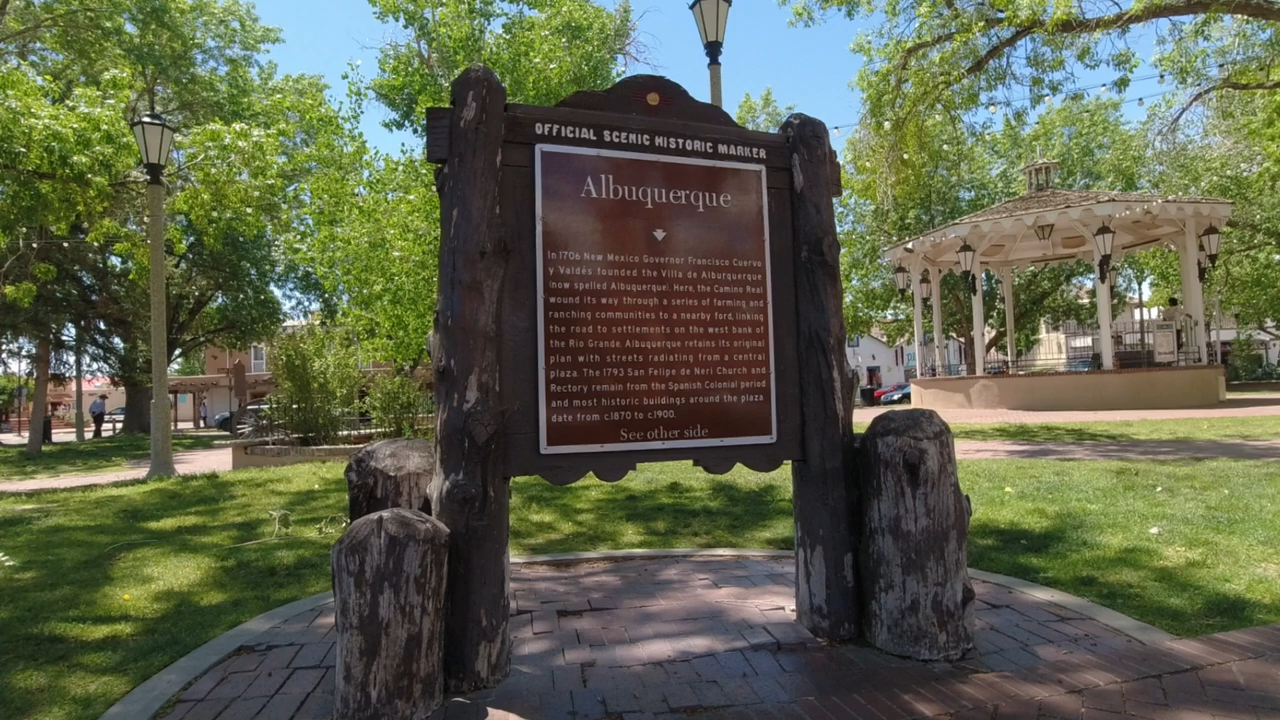 OFFICIAL SCENIC HISTORIC MARKER
Albuquerque
In 1706 New Mexico Governor Francisco Cuervo
y Valdés founded the Villa de Alburquerque
(now spelled Albuquerque). Here, the Camino Real
wound its way through a series of farming and
ranching communities to a nearby ford, linking
the road to settlements on the west bank of
the Rio Grande. Albuquerque retains its original
plan with streets radiating from a central
plaza. The 1793 San Felipe de Neri Church and
Rectory remain from the Spanish Colonial period
and most historic buildings around the plaza
date from c.1870 to c.1900.
See other side